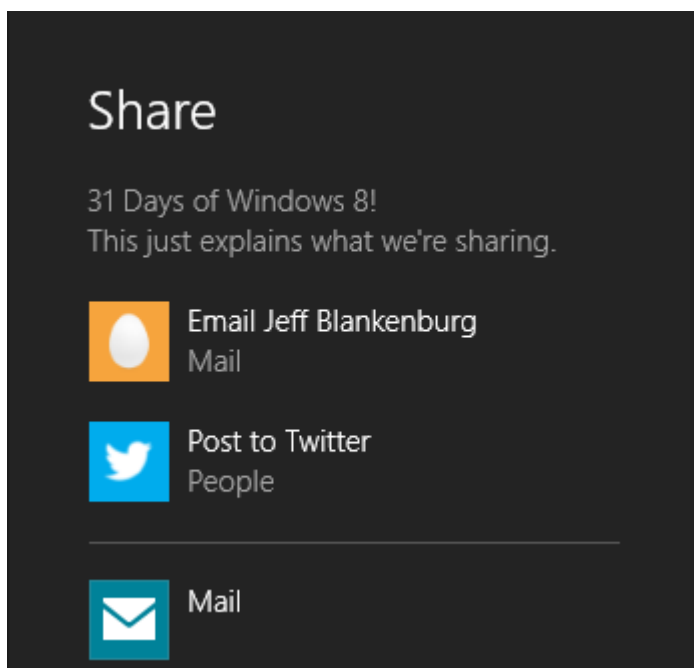 Share
31 Days of Windows 8!
This just explains what we're sharing.
Email Jeff Blankenburg
Mail
Post to Twitter
People
Mail